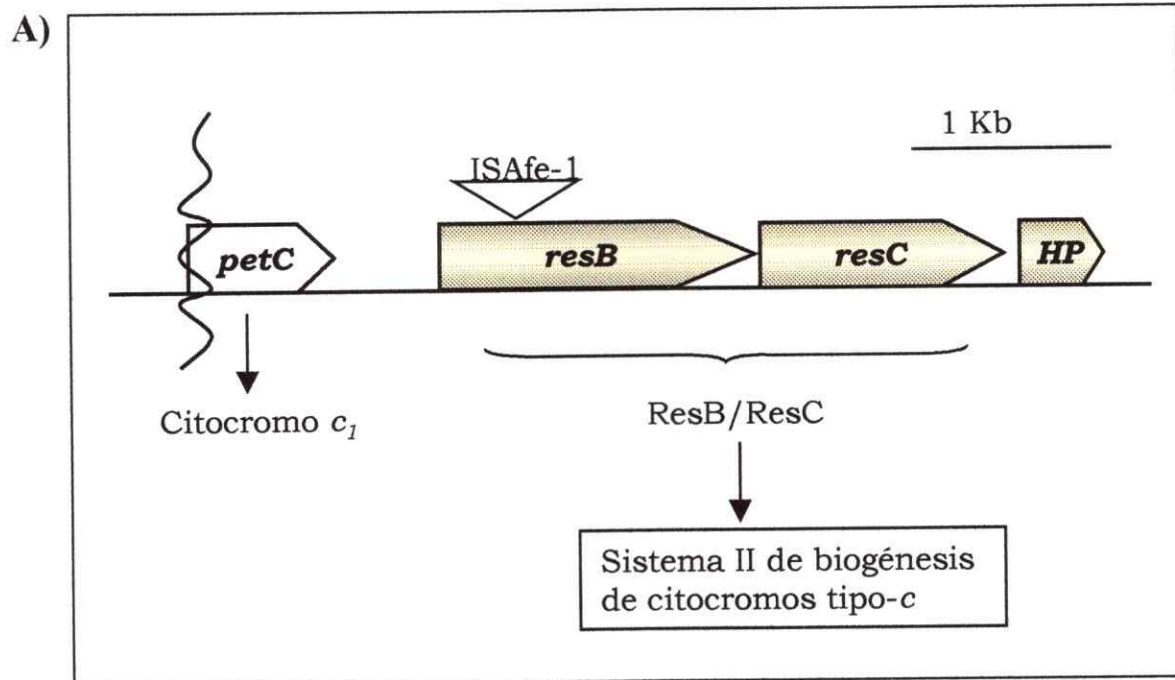 A)
1 Kb
ISAfe-1
petC
resB
resC
HP
Citocromo c1
ResB/ResC
Sistema II de biogénesis
de citocromos tipo-c